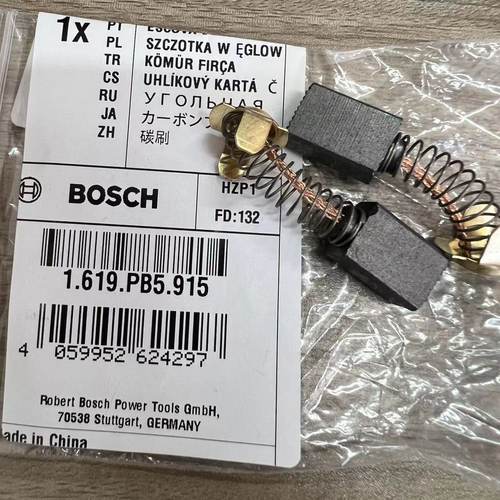 1x
PT
PL SZCZOTKA W ĘGLOW
TR KÖMÜR FIRÇA
CS UHLÍKOVÝ KARTÁ Č
RU УГОЛЬНАЯ
JA カーボンブ
ZH 碳刷
BOSCH
HZP1
FD:132
1.619.PB5.915
4 059952 624297
Robert Bosch Power Tools GmbH,
70538 Stuttgart, GERMANY
ade in China